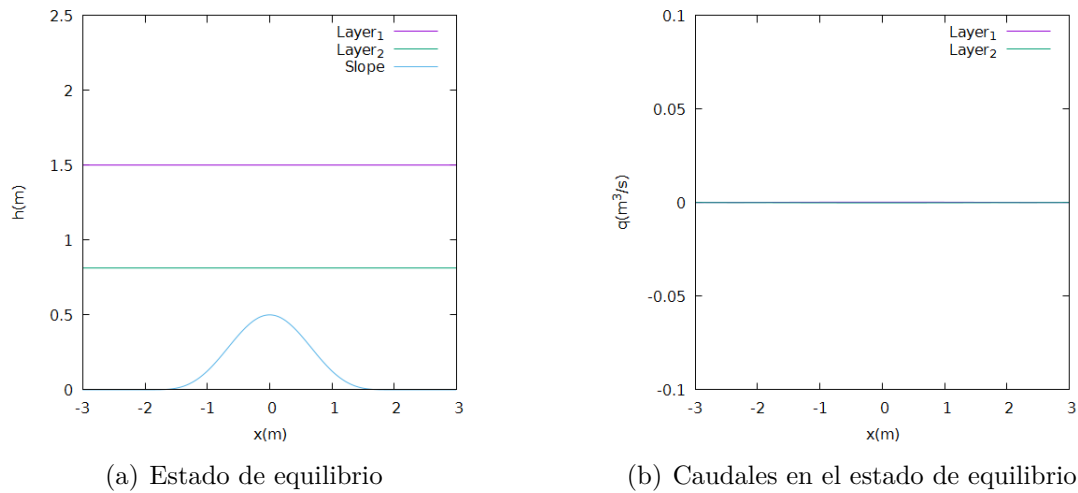 2.5
2
1.5
1
0.5
0
-3
-2
-1
0
1
2
3
h(m)
x(m)
Layer₁
Layer₂
Slope
(a) Estado de equilibrio
0.1
0.05
0
-0.05
-0.1
-3
-2
-1
0
1
2
3
q(m³/s)
x(m)
Layer₁
Layer₂
(b) Caudales en el estado de equilibrio